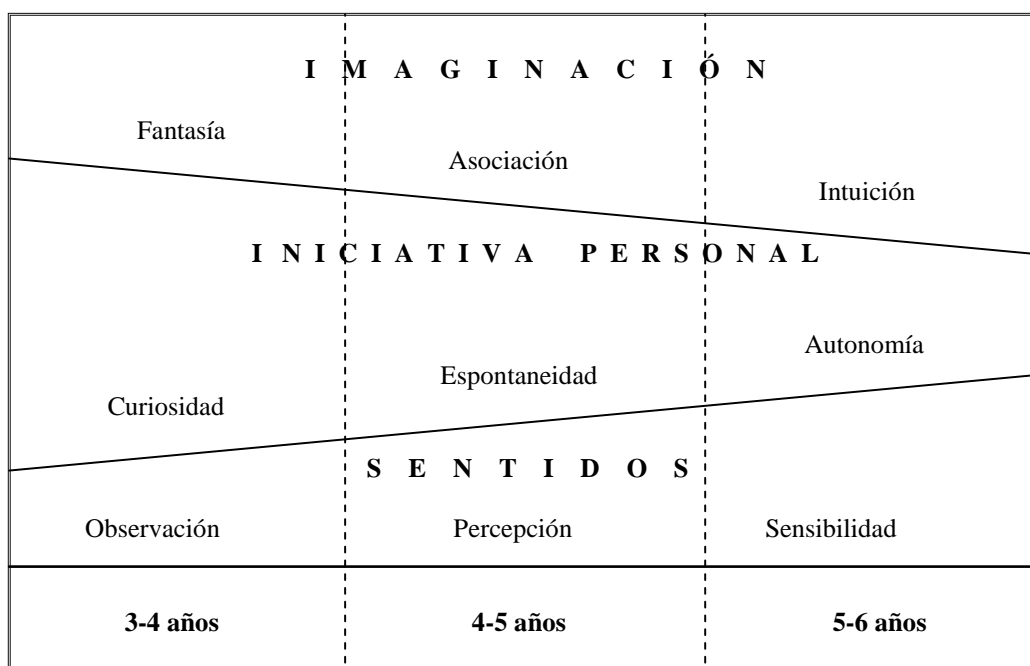 I M A G I N A C I Ó N
Fantasía
Asociación
Intuición
I N I C I A T I V A P E R S O N A L
Autonomía
Espontaneidad
Curiosidad
S E N T I D O S
Observación Percepción Sensibilidad
3-4 años 4-5 años 5-6 años